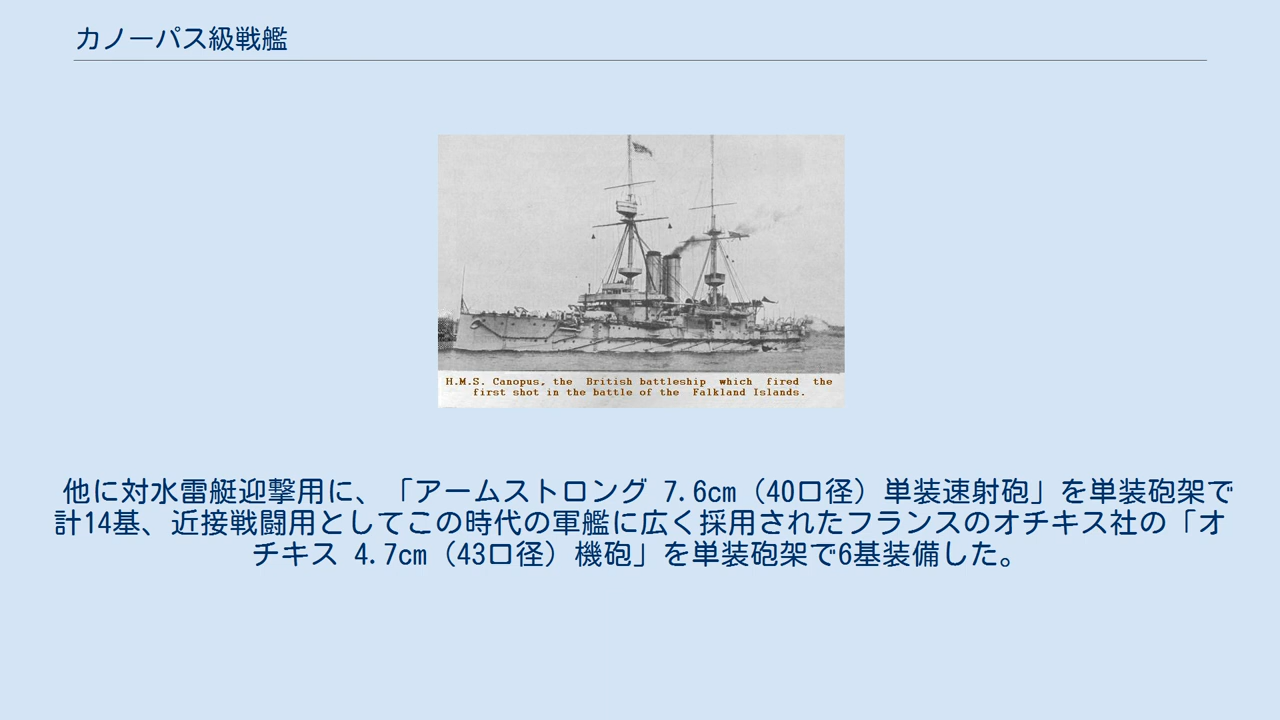 カノーパス級戦艦
H.M.S. Canopus, the British battleship which fired the
first shot in the battle of the Falkland Islands.
他に対水雷艇迎撃用に、「アームストロング 7.6cm（40口径）単装速射砲」を単装砲架で
計14基、近接戦闘用としてこの時代の軍艦に広く採用されたフランスのオチキス社の「オ
チキス 4.7cm（43口径）機砲」を単装砲架で6基装備した。